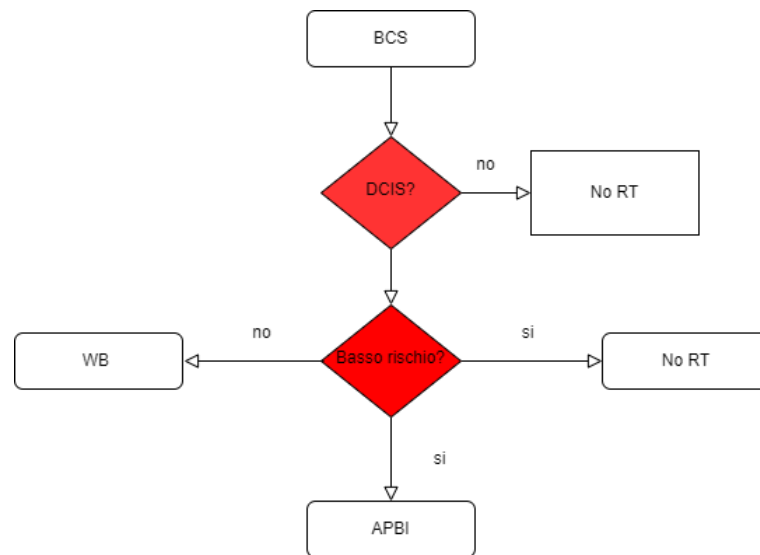 BCS
DCIS?
no
No RT
no
si
WB
Basso rischio?
No RT
si
APBI